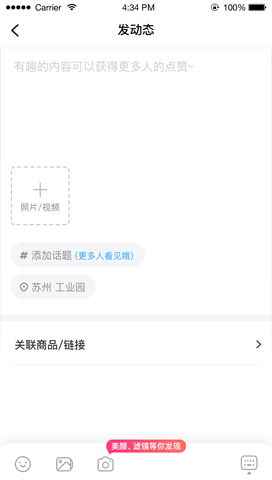 Carrier 4:34 PM 100%
发动态
有趣的内容可以获得更多人的点赞~
照片/视频
# 添加话题 (更多人看见哦)
苏州 工业园
关联商品/链接
美颜、滤镜等你发现